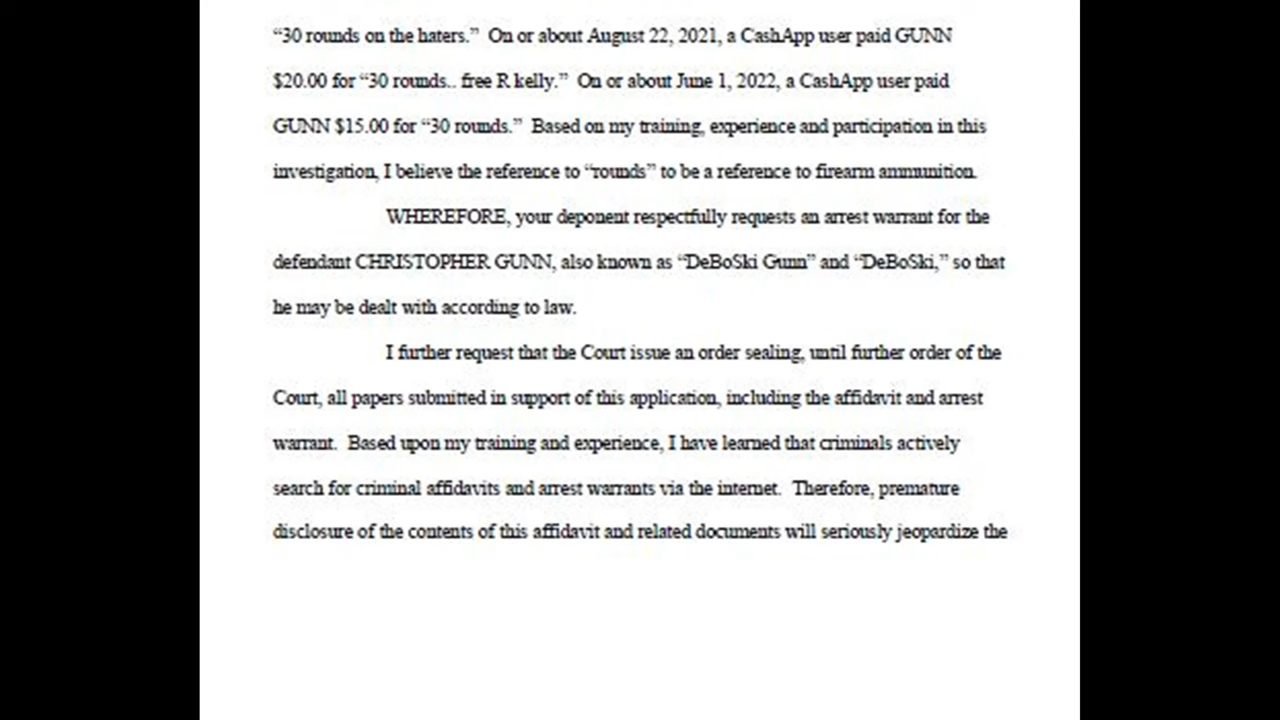 “30 rounds on the haters.”  On or about August 22, 2021, a CashApp user paid GUNN
$20.00 for “30 rounds.. free R kelly.”  On or about June 1, 2022, a CashApp user paid
GUNN $15.00 for “30 rounds.”  Based on my training, experience and participation in this
investigation, I believe the reference to “rounds” to be a reference to firearm ammunition.
WHEREFORE, your deponent respectfully requests an arrest warrant for the
defendant CHRISTOPHER GUNN, also known as “DeBoSki Gunn” and “DeBoSki,” so that
he may be dealt with according to law.
I further request that the Court issue an order sealing, until further order of the
Court, all papers submitted in support of this application, including the affidavit and arrest
warrant.  Based upon my training and experience, I have learned that criminals actively
search for criminal affidavits and arrest warrants via the internet.  Therefore, premature
disclosure of the contents of this affidavit and related documents will seriously jeopardize the